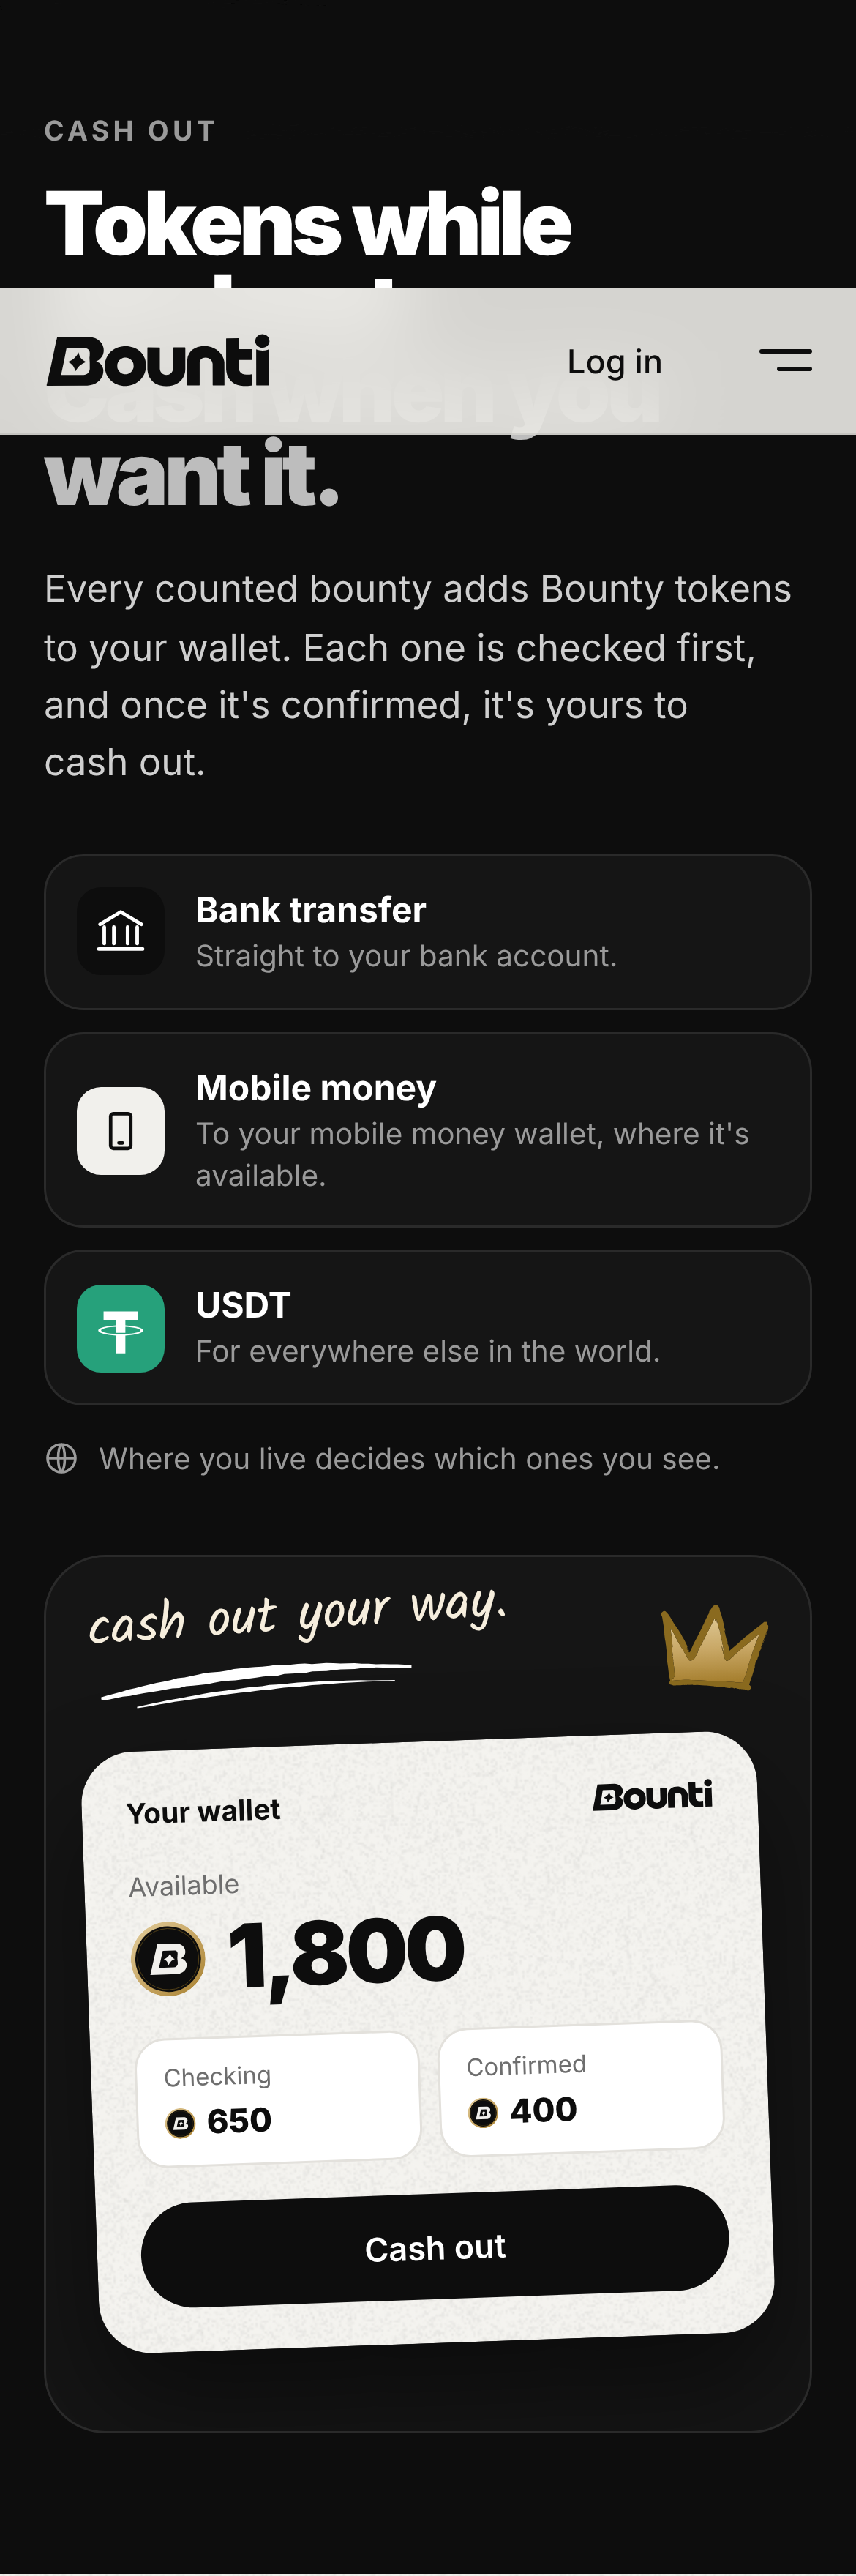 CASH OUT
Tokens while
Bounti
Log in
Cash when you
want it.
Every counted bounty adds Bounty tokens
to your wallet. Each one is checked first,
and once it's confirmed, it's yours to
cash out.
Bank transfer
Straight to your bank account.
Mobile money
To your mobile money wallet, where it's
available.
USDT
For everywhere else in the world.
Where you live decides which ones you see.
cash out your way.
Your wallet
Bounti
Available
1,800
Checking
Confirmed
650
400
Cash out